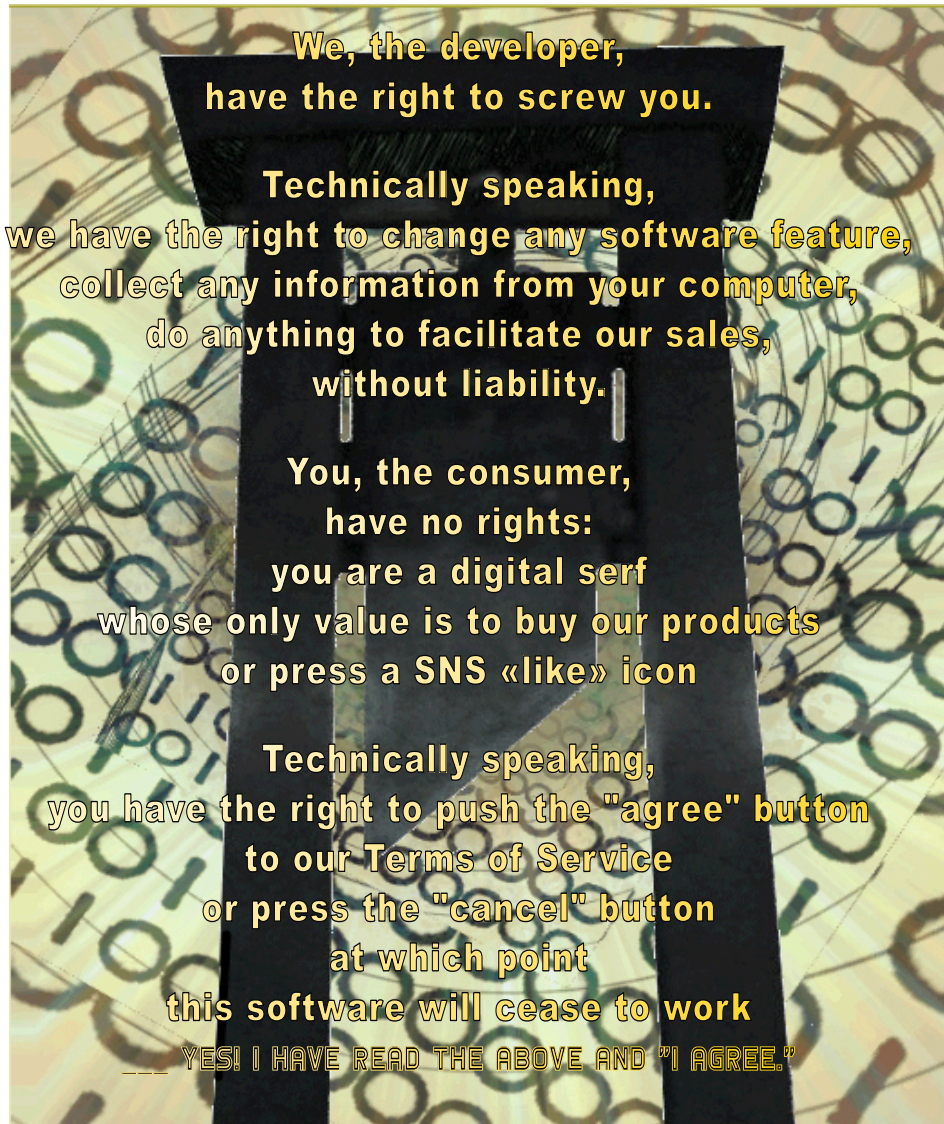 We, the developer,
have the right to screw you.
Technically speaking,
we have the right to change any software feature,
collect any information from your computer,
do anything to facilitate our sales,
without liability.
You, the consumer,
have no rights:
you are a digital serf
whose only value is to buy our products
or press a SNS «like» icon
Technically speaking,
you have the right to push the "agree" button
to our Terms of Service
or press the "cancel" button
at which point
this software will cease to work
___ YES! I HAVE READ THE ABOVE AND "I AGREE."